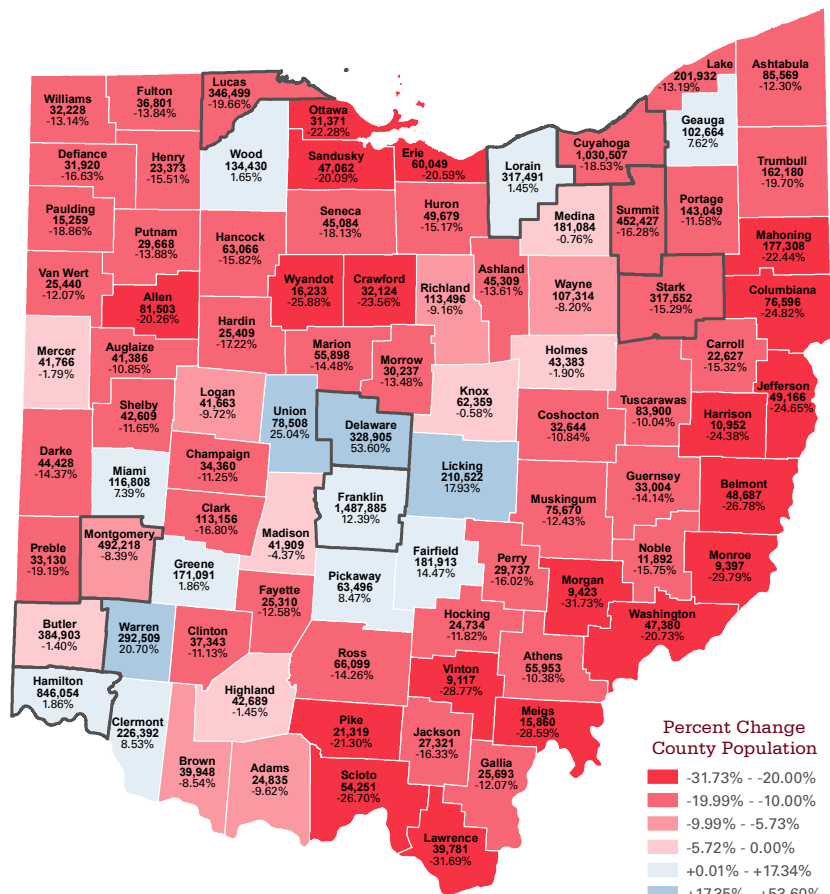 Williams
32,228
-13.14%
Fulton
36,801
-13.84%
Lucas
346,499
-19.66%
Ottawa
31,371
-22.28%
Lake
201,932
-13.19%
Ashtabula
85,569
-12.30%
Geauga
102,664
7.62%
Wood
134,430
1.65%
Defiance
31,920
-16.63%
Henry
23,373
-15.51%
Sandusky
47,062
-20.09%
Erie
60,049
-20.59%
Lorain
317,491
1.45%
Cuyahoga
1,030,507
-18.53%
Trumbull
162,180
-19.70%
Paulding
15,259
-18.86%
Putnam
29,668
-13.88%
Hancock
63,066
-15.82%
Seneca
45,084
-18.13%
Huron
49,679
-15.17%
Medina
181,084
-0.76%
Summit
452,427
-16.28%
Portage
143,049
-11.58%
Mahoning
177,308
-22.44%
Van Wert
25,440
-12.07%
Allen
81,503
-20.26%
Wyandot
16,233
-25.88%
Crawford
32,124
-23.56%
Richland
113,496
-9.16%
Ashland
45,309
-13.61%
Wayne
107,314
-8.20%
Stark
317,552
-15.29%
Columbiana
76,596
-24.82%
Hardin
25,409
-17.22%
Mercer
41,766
-1.79%
Auglaize
41,386
-10.85%
Marion
55,898
-14.48%
Morrow
30,237
-13.48%
Holmes
43,383
-1.90%
Carroll
22,627
-15.32%
Jefferson
49,166
-24.65%
Shelby
42,609
-11.65%
Logan
41,663
-9.72%
Union
78,508
25.04%
Delaware
328,905
53.60%
Knox
62,359
-0.58%
Coshocton
32,644
-10.84%
Tuscarawas
83,900
-10.04%
Harrison
10,952
-24.38%
Darke
44,428
-14.37%
Miami
116,808
7.39%
Champaign
34,360
-11.25%
Licking
210,522
17.93%
Guernsey
33,004
-14.14%
Belmont
48,687
-26.78%
Clark
113,156
-16.80%
Franklin
1,487,885
12.39%
Muskingum
75,670
-12.43%
Preble
33,130
-19.19%
Montgomery
492,218
-8.39%
Madison
41,909
-4.37%
Greene
171,091
1.86%
Pickaway
63,496
8.47%
Fairfield
181,913
14.47%
Perry
29,737
-16.02%
Noble
11,892
-15.75%
Monroe
9,397
-29.79%
Morgan
9,423
-31.73%
Washington
47,380
-20.73%
Fayette
25,310
-12.58%
Butler
384,903
-1.40%
Warren
292,509
20.70%
Clinton
37,343
-11.13%
Hocking
24,734
-11.82%
Ross
66,099
-14.26%
Vinton
9,117
-28.77%
Athens
55,953
-10.38%
Hamilton
846,054
1.86%
Clermont
226,392
8.53%
Highland
42,689
-1.45%
Pike
21,319
-21.30%
Jackson
27,321
-16.33%
Meigs
15,860
-28.59%
Brown
39,948
-8.54%
Adams
24,835
-9.62%
Scioto
54,251
-26.70%
Gallia
25,693
-12.07%
Lawrence
39,781
-31.69%
Percent Change
County Population
-31.73% - -20.00%
-19.99% - -10.00%
-9.99% - -5.73%
-5.72% - 0.00%
+0.01% - +17.34%
+17.35% - +53.60%